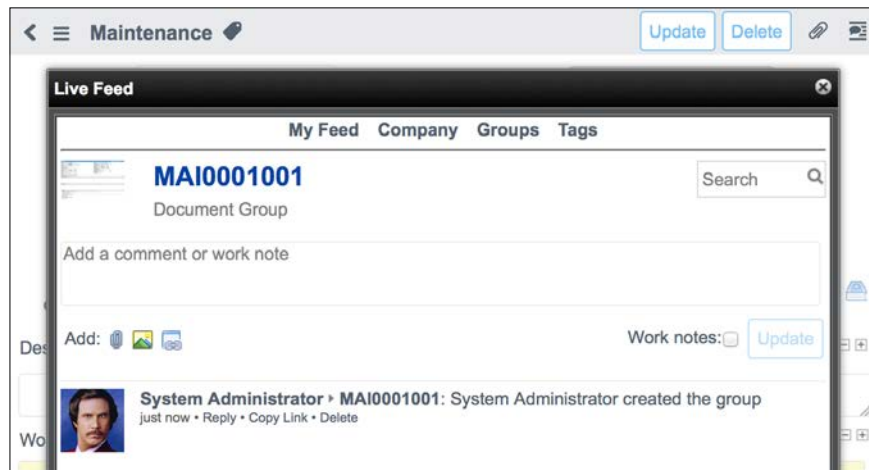 Maintenance
Update
Delete
Live Feed
My Feed Company Groups Tags
MAI0001001
Search
Document Group
Add a comment or work note
Add:
Work notes:
Update
Des
System Administrator ▸ MAI0001001: System Administrator created the group
just now • Reply • Copy Link • Delete
Wo